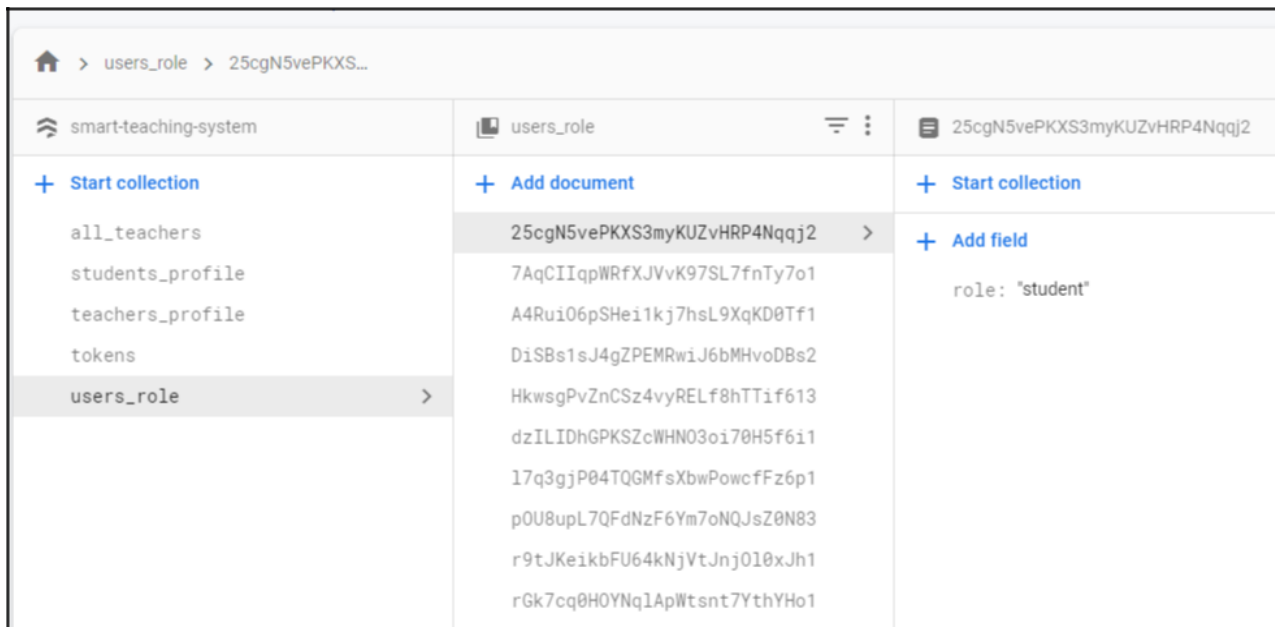 users_role > 25cgN5vePKXS...
smart-teaching-system
Start collection
all_teachers
students_profile
teachers_profile
tokens
users_role
users_role
Add document
25cgN5vePKXS3myKUZvHRP4Nqqj2
7AqCIIqpWRfXJVvK97SL7fnTy7o1
A4RuiO6pSHei1kj7hsL9XqKD0Tf1
DiSBs1sJ4gZPEMRwiJ6bMHvoDBs2
HkwsgPvZnCSz4vyRELf8hTTif613
dzILIDhGPKSZcWHNO3oi70H5f6i1
l7q3gjP04TQGMfsXbwPowcfFz6p1
pOU8upL7QFdNzF6Ym7oNQJsZ0N83
r9tJKeikbFU64kNjVtJnjOl0xJh1
rGk7cq0HOYNqlApWtsnt7YthYHo1
25cgN5vePKXS3myKUZvHRP4Nqqj2
Start collection
Add field
role: "student"